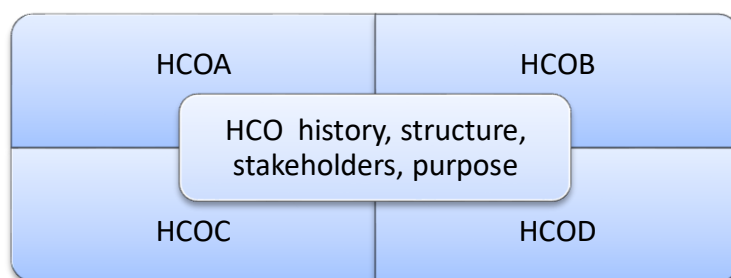 HCOA
HCOB
HCO history, structure,
stakeholders, purpose
HCOC
HCOD